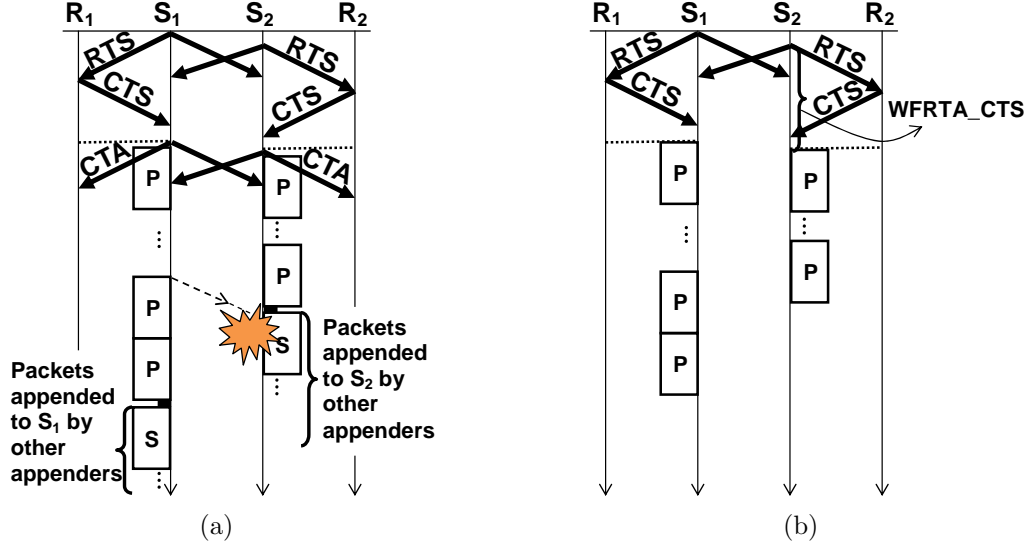 R1 S1 S2 R2
RTS RTS
CTS CTS
CTA CTA
P P
P P
P S
S
Packets
appended
to S1 by
other
appenders
Packets
appended
to S2 by
other
appenders
(a)
R1 S1 S2 R2
RTS RTS
CTS CTS
WFRTA_CTS
P P
P P
P
(b)